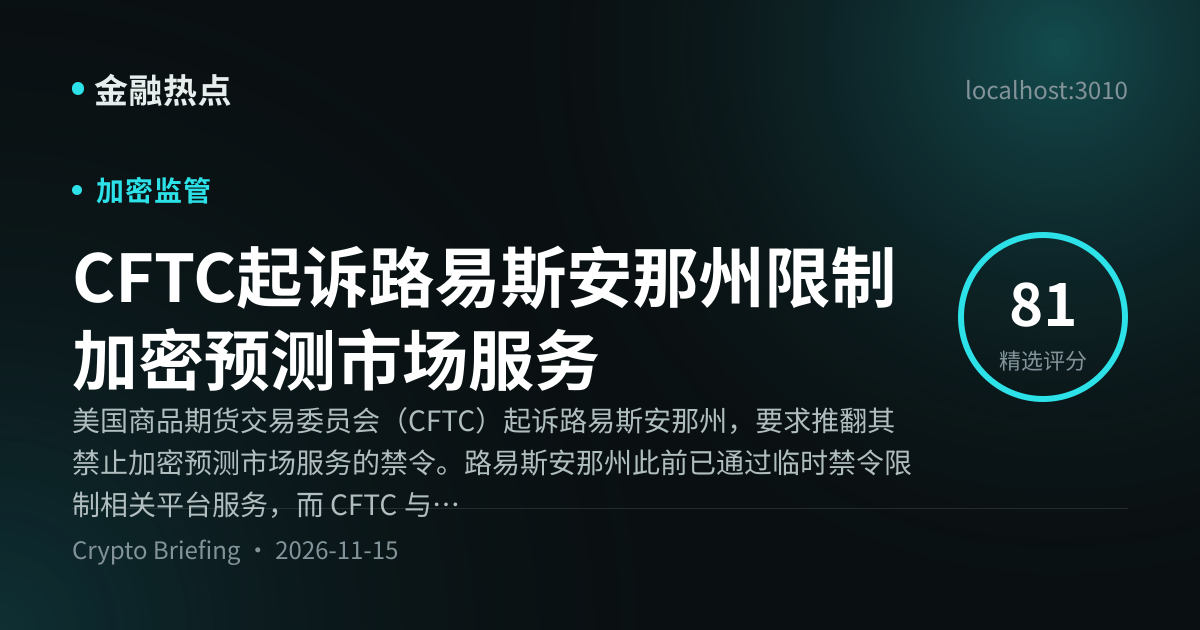 金融热点
localhost:3010
加密监管
CFTC起诉路易斯安那州限制
加密预测市场服务
81
精选评分
美国商品期货交易委员会（CFTC）起诉路易斯安那州，要求推翻其
禁止加密预测市场服务的禁令。路易斯安那州此前已通过临时禁令限
制相关平台服务，而 CFTC 与…
Crypto Briefing · 2026-11-15